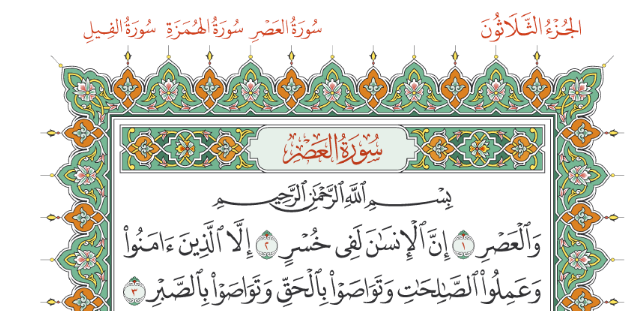 الجُزْءُ الثَّلَاثُونَ سُورَةُ العَصْرِ سُورَةُ الهُمَزَةِ سُورَةُ الفِيلِ
سُورَةُ العَصْرِ
بِسْمِ ٱللَّهِ ٱلرَّحْمَٰنِ ٱلرَّحِيمِ
وَٱلْعَصْرِ ١ إِنَّ ٱلْإِنسَٰنَ لَفِى خُسْرٍ ٢ إِلَّا ٱلَّذِينَ ءَامَنُوا۟
وَعَمِلُوا۟ ٱلصَّٰلِحَٰتِ وَتَوَاصَوْا۟ بِٱلْحَقِّ وَتَوَاصَوْا۟ بِٱلصَّبْرِ ٣